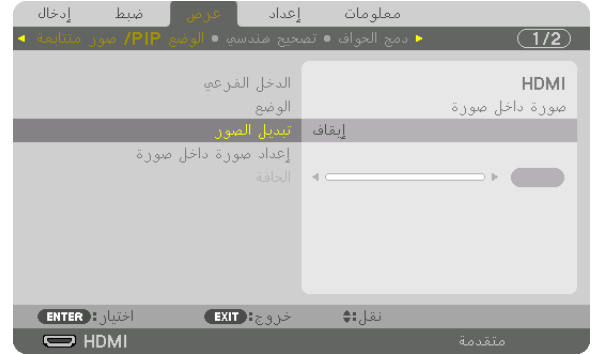 إدخال ضبط عرض إعداد معلومات
الوضع PIP/ صور متتابعة ● تصحيح هندسي ● دمج الحواف 1/2
الدخل الفرعي HDMI
الوضع صورة داخل صورة
تبديل الصور إيقاف
إعداد صورة داخل صورة
الحافة
ENTER: اختيار EXIT: خروج نقل:
HDMI متقدمة